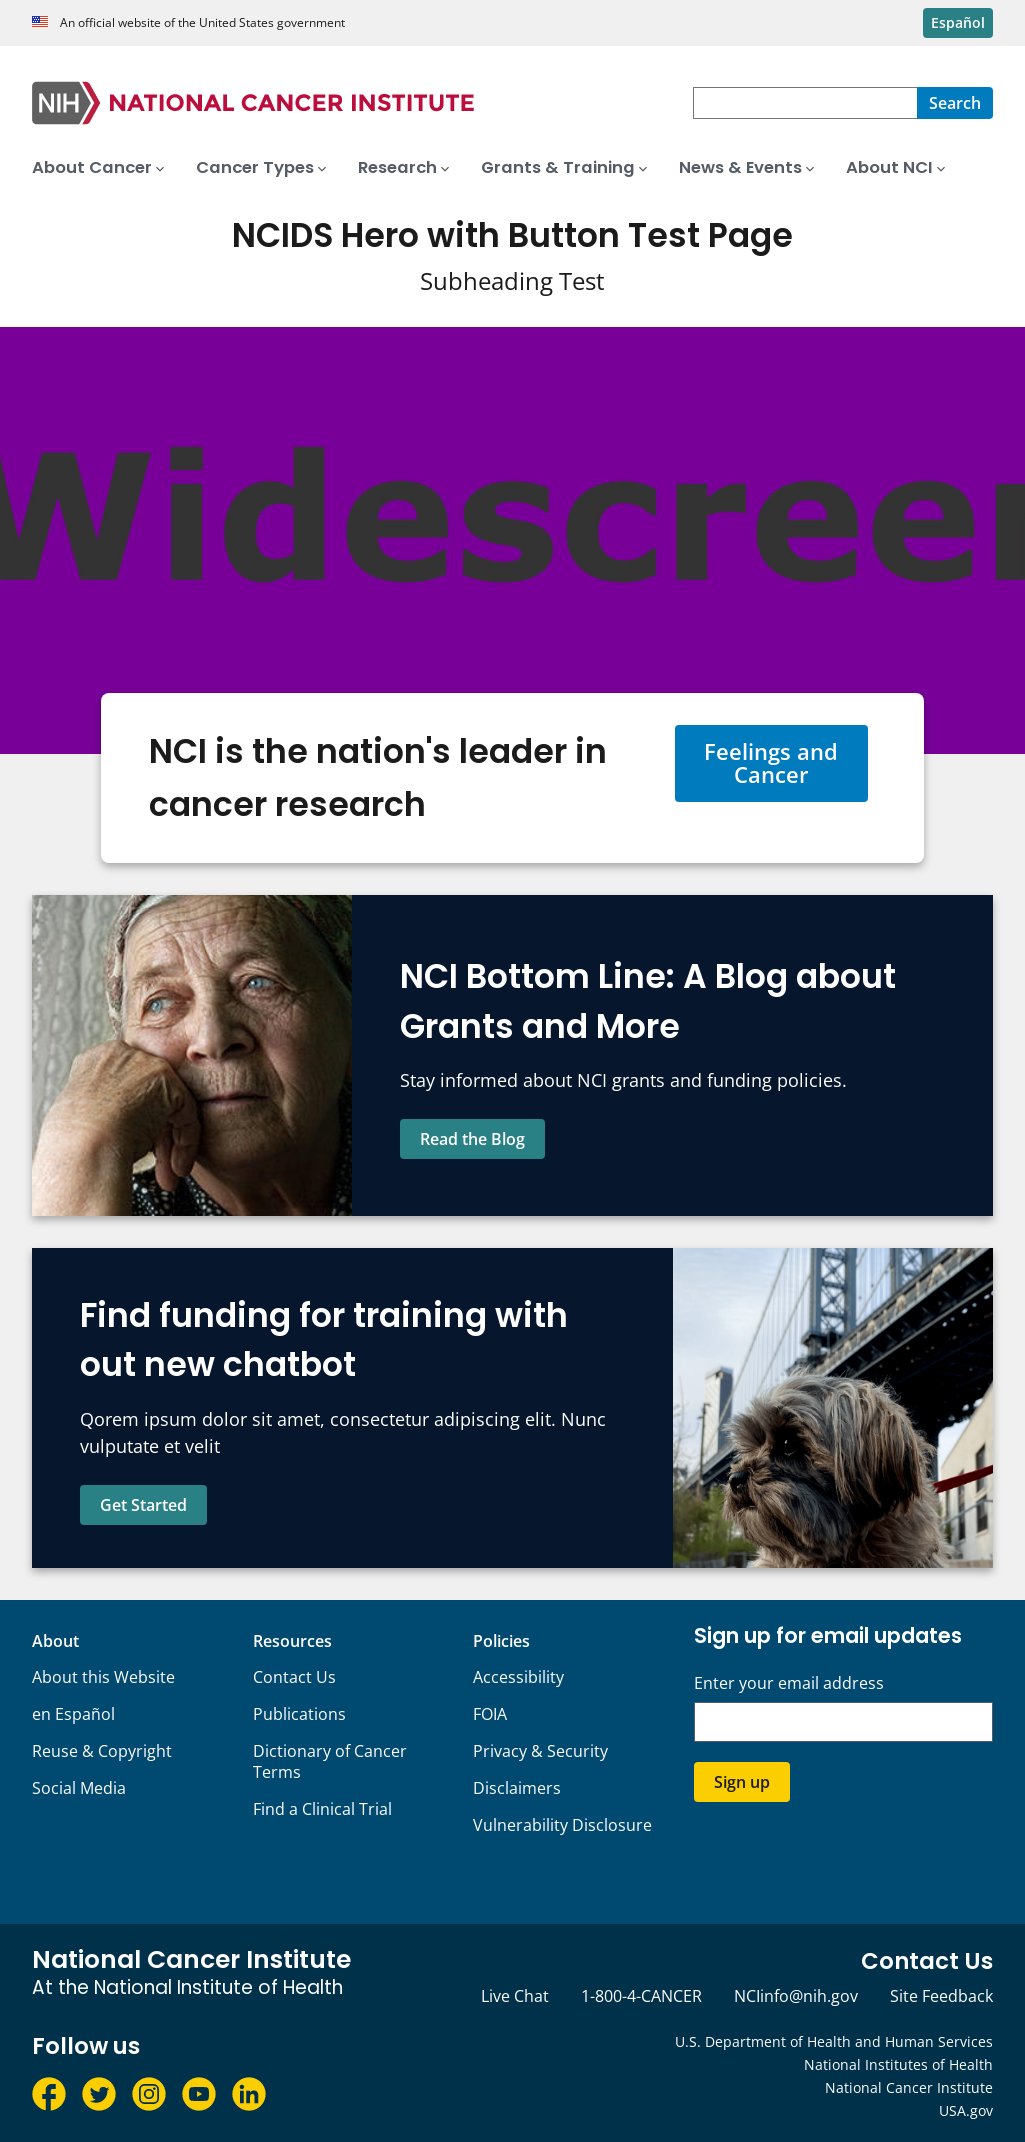 An official website of the United States government
Español
NIH NATIONAL CANCER INSTITUTE
Search
About Cancer
Cancer Types
Research
Grants & Training
News & Events
About NCI
NCIDS Hero with Button Test Page
Subheading Test
Widescreen
NCI is the nation's leader in
cancer research
Feelings and
Cancer
NCI Bottom Line: A Blog about
Grants and More
Stay informed about NCI grants and funding policies.
Read the Blog
Find funding for training with
out new chatbot
Qorem ipsum dolor sit amet, consectetur adipiscing elit. Nunc
vulputate et velit
Get Started
About
About this Website
en Español
Reuse & Copyright
Social Media
Resources
Contact Us
Publications
Dictionary of Cancer
Terms
Find a Clinical Trial
Policies
Accessibility
FOIA
Privacy & Security
Disclaimers
Vulnerability Disclosure
Sign up for email updates
Enter your email address
Sign up
National Cancer Institute
At the National Institute of Health
Follow us
Contact Us
Live Chat
1-800-4-CANCER
NCIinfo@nih.gov
Site Feedback
U.S. Department of Health and Human Services
National Institutes of Health
National Cancer Institute
USA.gov